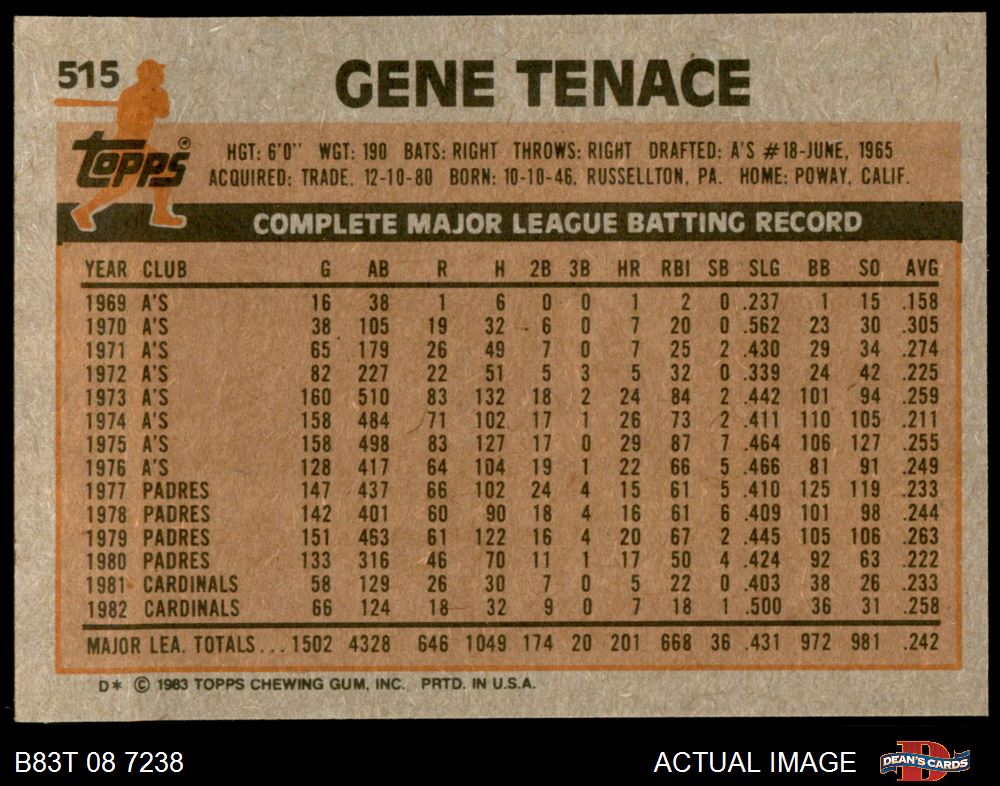 515 GENE TENACE
Topps®
HGT: 6'0" WGT: 190 BATS: RIGHT THROWS: RIGHT DRAFTED: A'S #18-JUNE, 1965
ACQUIRED: TRADE, 12-10-80 BORN: 10-10-46, RUSSELLTON, PA. HOME: POWAY, CALIF.
COMPLETE MAJOR LEAGUE BATTING RECORD
YEAR CLUB G AB R H 2B 3B HR RBI SB SLG BB SO AVG
1969 A'S 16 38 1 6 0 0 1 2 0 .237 1 15 .158
1970 A'S 38 105 19 32 6 0 7 20 0 .562 23 30 .305
1971 A'S 65 179 26 49 7 0 7 25 2 .430 29 34 .274
1972 A'S 82 227 22 51 5 3 5 32 0 .339 24 42 .225
1973 A'S 160 510 83 132 18 2 24 84 2 .442 101 94 .259
1974 A'S 158 484 71 102 17 1 26 73 2 .411 110 105 .211
1975 A'S 158 498 83 127 17 0 29 87 7 .464 106 127 .255
1976 A'S 128 417 64 104 19 1 22 66 5 .466 81 91 .249
1977 PADRES 147 437 66 102 24 4 15 61 5 .410 125 119 .233
1978 PADRES 142 401 60 90 18 4 16 61 6 .409 101 98 .244
1979 PADRES 151 463 61 122 16 4 20 67 2 .445 105 106 .263
1980 PADRES 133 316 46 70 11 1 17 50 4 .424 92 63 .222
1981 CARDINALS 58 129 26 30 7 0 5 22 0 .403 38 26 .233
1982 CARDINALS 66 124 18 32 9 0 7 18 1 .500 36 31 .258
MAJOR LEA. TOTALS... 1502 4328 646 1049 174 20 201 668 36 .431 972 981 .242
D* © 1983 TOPPS CHEWING GUM, INC. PRTD. IN U.S.A.
B83T 08 7238 ACTUAL IMAGE D DEAN'S CARDS